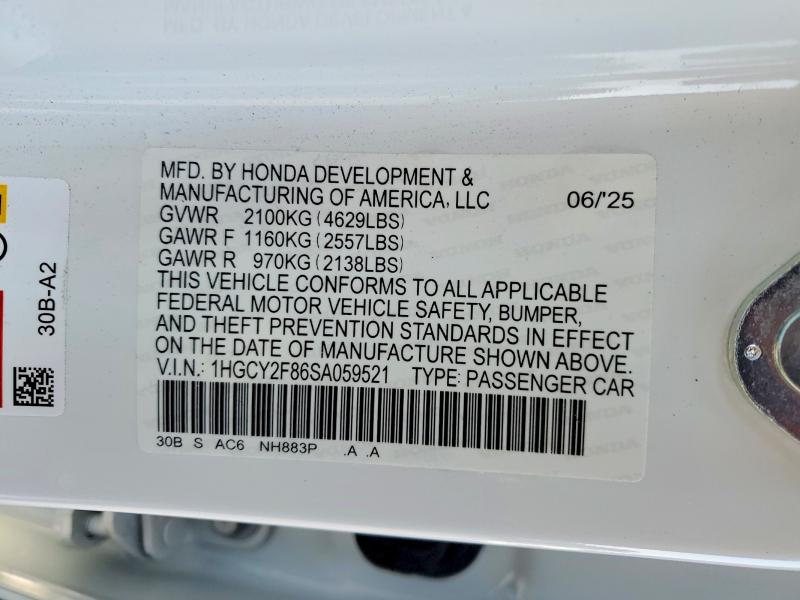 MFD. BY HONDA DEVELOPMENT &
MANUFACTURING OF AMERICA, LLC 06/'25
GVWR 2100KG (4629LBS)
GAWR F 1160KG (2557LBS)
GAWR R 970KG (2138LBS)
THIS VEHICLE CONFORMS TO ALL APPLICABLE
FEDERAL MOTOR VEHICLE SAFETY, BUMPER,
AND THEFT PREVENTION STANDARDS IN EFFECT
ON THE DATE OF MANUFACTURE SHOWN ABOVE.
V.I.N.: 1HGCY2F86SA059521 TYPE: PASSENGER CAR
30B S AC6 NH883P .A .A
30B-A2